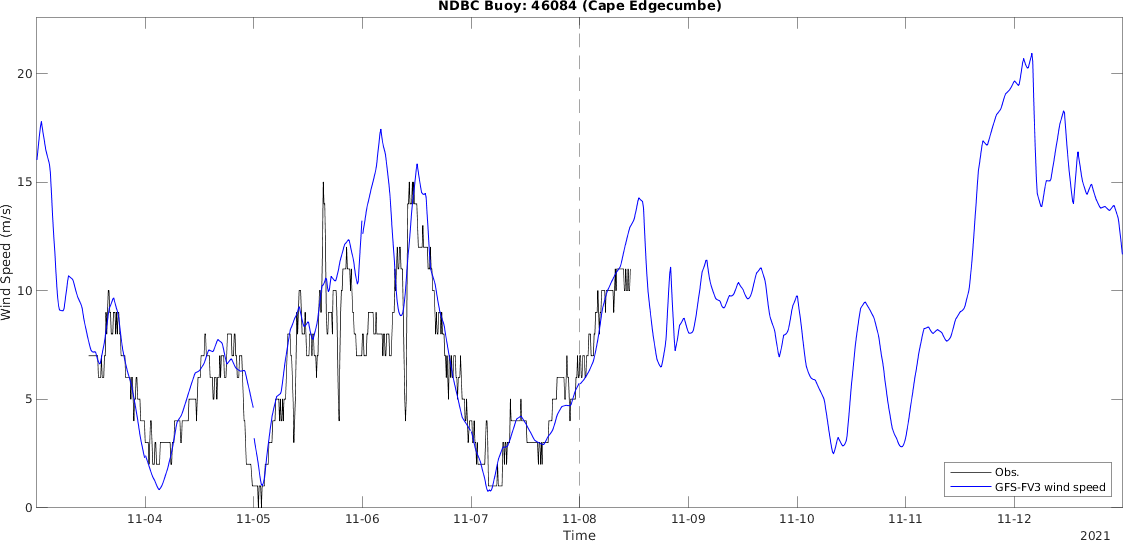 NDBC Buoy: 46084 (Cape Edgecumbe)
Wind Speed (m/s)
20
15
10
5
0
Obs.
GFS-FV3 wind speed
11-04 11-05 11-06 11-07 11-08 11-09 11-10 11-11 11-12
Time
2021